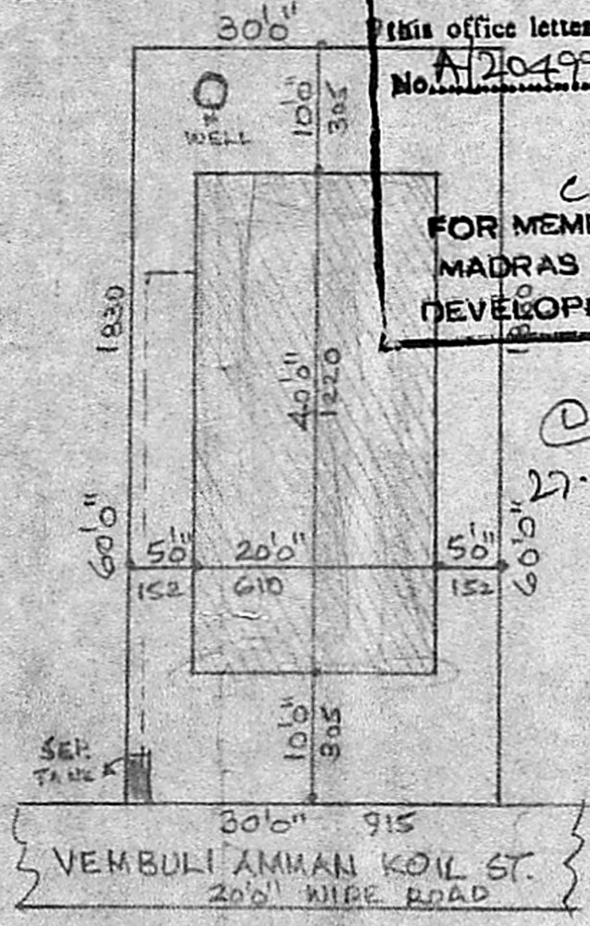 30'0"
this office letter
No. A/20499
WELL
10'0"
305
FOR MEM
MADRAS
DEVELOP
1830
40'0"
1220
D
27.
60'0"
5'0"
20'0"
5'0"
60'0"
152
610
152
10'0"
305
SEP.
TANK
30'0" 915
VEMBULI AMMAN KOIL ST.
20'0" WIDE ROAD